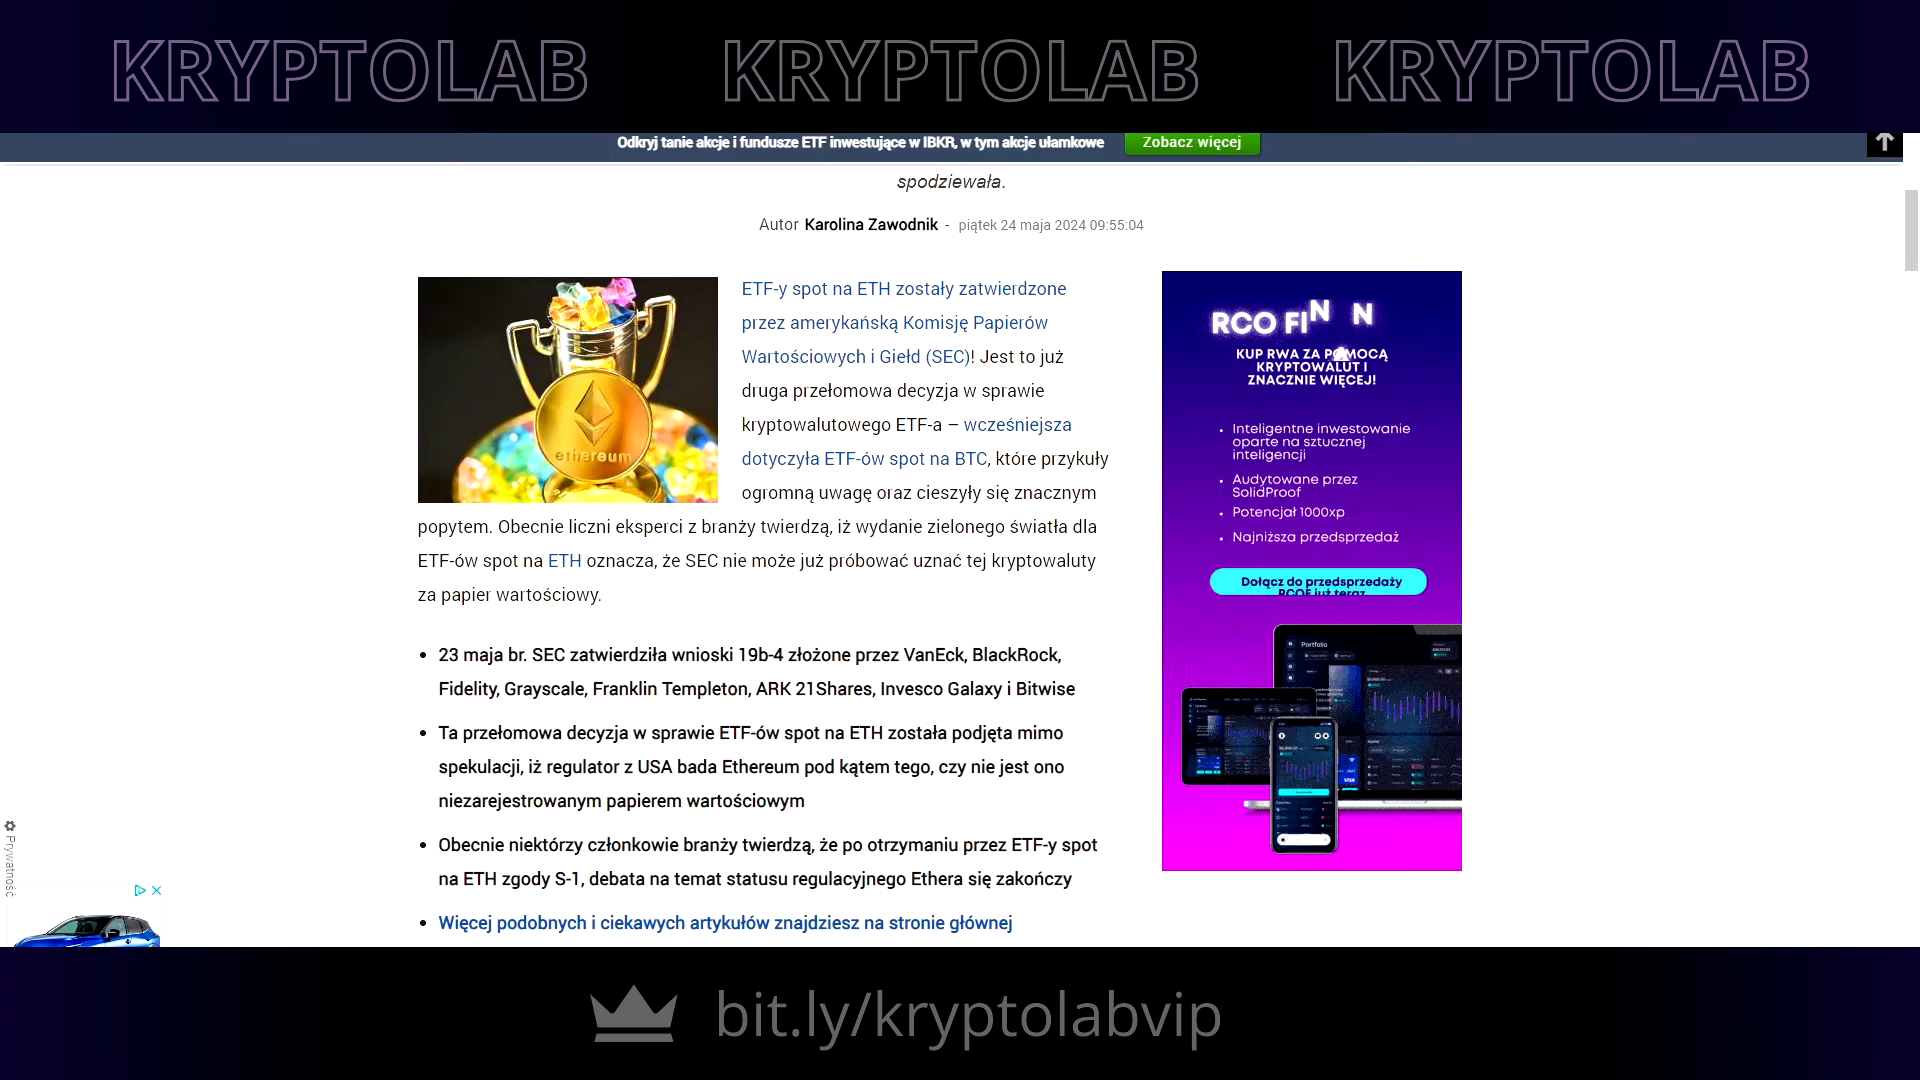 KRYPTOLAB KRYPTOLAB KRYPTOLAB
Odkryj tanie akcje i fundusze ETF inwestujące w IBKR, w tym akcje ułamkowe Zobacz więcej
spodziewała.
Autor Karolina Zawodnik - piątek 24 maja 2024 09:55:04
ethereum
ETF-y spot na ETH zostały zatwierdzone
przez amerykańską Komisję Papierów
Wartościowych i Giełd (SEC)! Jest to już
druga przełomowa decyzja w sprawie
kryptowalutowego ETF-a – wcześniejsza
dotyczyła ETF-ów spot na BTC, które przykuły
ogromną uwagę oraz cieszyły się znacznym
popytem. Obecnie liczni eksperci z branży twierdzą, iż wydanie zielonego światła dla
ETF-ów spot na ETH oznacza, że SEC nie może już próbować uznać tej kryptowaluty
za papier wartościowy.
• 23 maja br. SEC zatwierdziła wnioski 19b-4 złożone przez VanEck, BlackRock,
Fidelity, Grayscale, Franklin Templeton, ARK 21Shares, Invesco Galaxy i Bitwise
• Ta przełomowa decyzja w sprawie ETF-ów spot na ETH została podjęta mimo
spekulacji, iż regulator z USA bada Ethereum pod kątem tego, czy nie jest ono
niezarejestrowanym papierem wartościowym
• Obecnie niektórzy członkowie branży twierdzą, że po otrzymaniu przez ETF-y spot
na ETH zgody S-1, debata na temat statusu regulacyjnego Ethera się zakończy
• Więcej podobnych i ciekawych artykułów znajdziesz na stronie głównej
RCO FIN N
KUP RWA ZA POMOCĄ
KRYPTOWALUT I
ZNACZNIE WIĘCEJ!
• Inteligentne inwestowanie
oparte na sztucznej
inteligencji
• Audytowane przez
SolidProof
• Potencjał 1000xp
• Najniższa przedsprzedaż
Dołącz do przedsprzedaży
RCOF już teraz
Portfolio
VISA
Prywatność
bit.ly/kryptolabvip